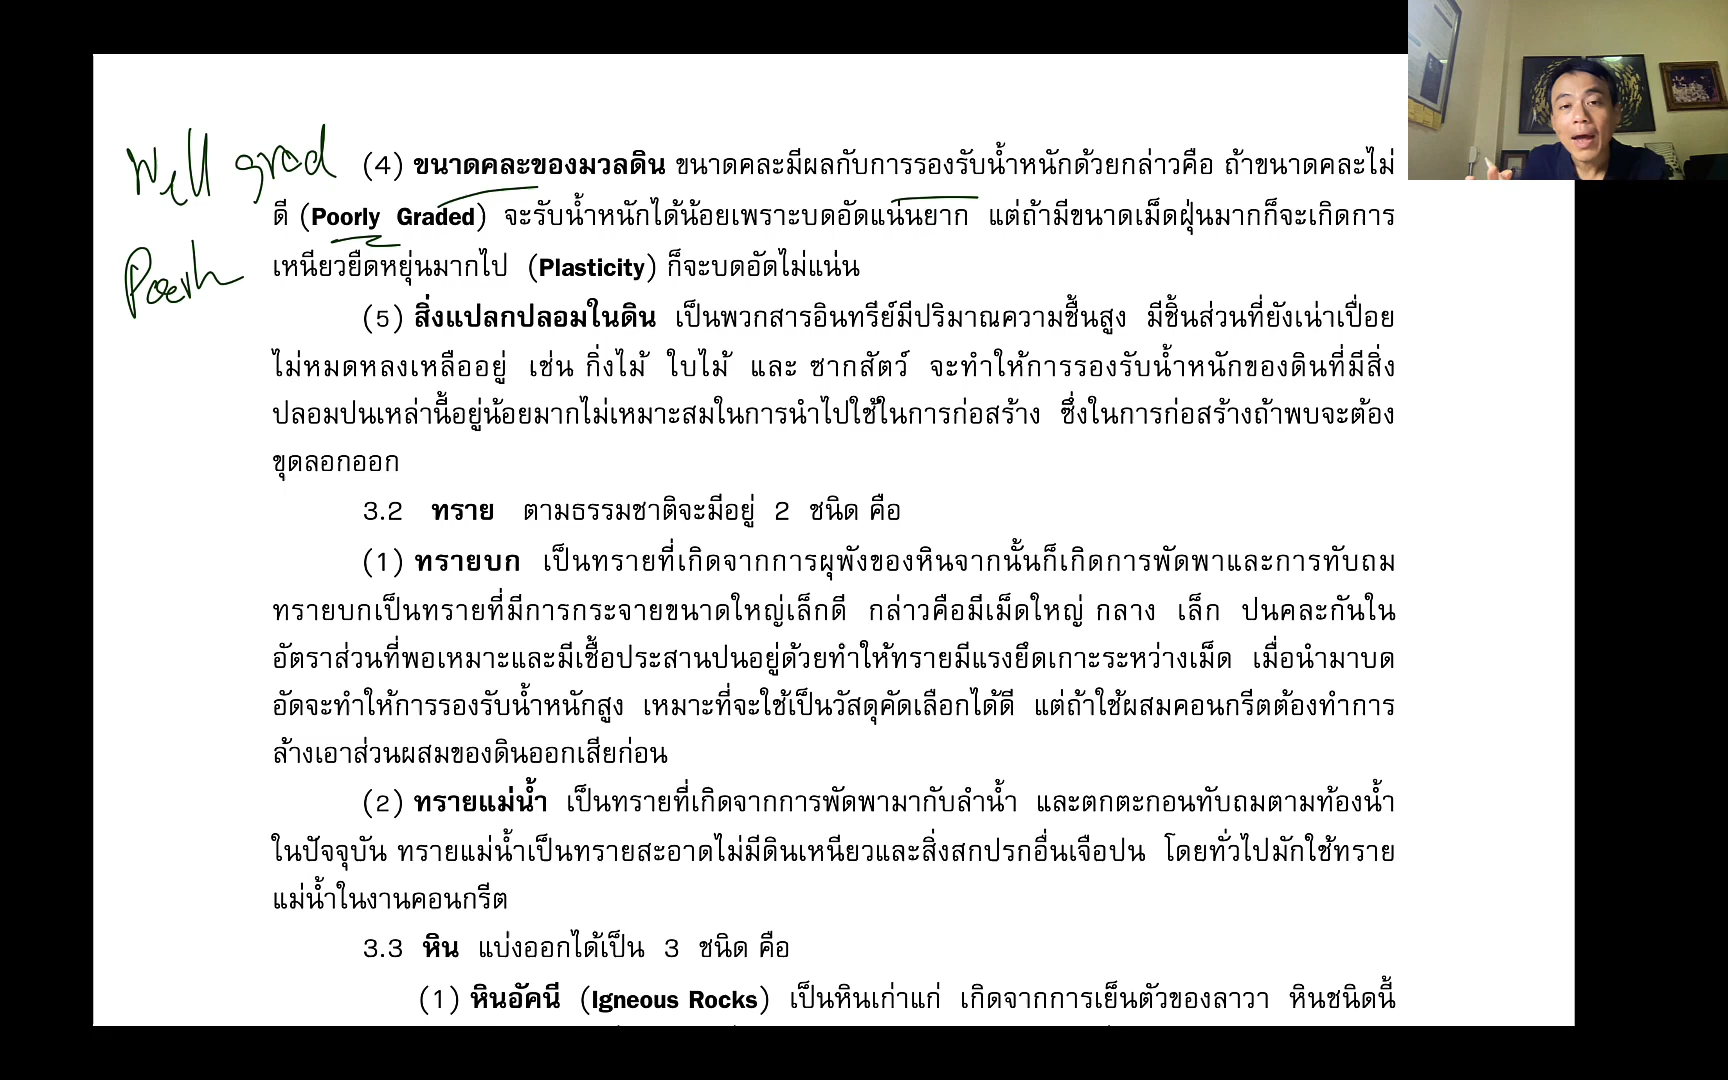 Well grad
Poorly
(4) ขนาดคละของมวลดิน ขนาดคละมีผลกับการรองรับน้ำหนักด้วยกล่าวคือ ถ้าขนาดคละไม่
ดี (Poorly Graded) จะรับน้ำหนักได้น้อยเพราะบดอัดแน่นยาก แต่ถ้ามีขนาดเม็ดฝุ่นมากก็จะเกิดการ
เหนียวยืดหยุ่นมากไป (Plasticity) ก็จะบดอัดไม่แน่น
(5) สิ่งแปลกปลอมในดิน เป็นพวกสารอินทรีย์มีปริมาณความชื้นสูง มีชิ้นส่วนที่ยังเน่าเปื่อย
ไม่หมดหลงเหลืออยู่ เช่น กิ่งไม้ ใบไม้ และ ซากสัตว์ จะทำให้การรองรับน้ำหนักของดินที่มีสิ่ง
ปลอมปนเหล่านี้อยู่น้อยมากไม่เหมาะสมในการนำไปใช้ในการก่อสร้าง ซึ่งในการก่อสร้างถ้าพบจะต้อง
ขุดลอกออก
3.2 ทราย ตามธรรมชาติจะมีอยู่ 2 ชนิด คือ
(1) ทรายบก เป็นทรายที่เกิดจากการผุพังของหินจากนั้นก็เกิดการพัดพาและการทับถม
ทรายบกเป็นทรายที่มีการกระจายขนาดใหญ่เล็กดี กล่าวคือมีเม็ดใหญ่ กลาง เล็ก ปนคละกันใน
อัตราส่วนที่พอเหมาะและมีเชื้อประสานปนอยู่ด้วยทำให้ทรายมีแรงยึดเกาะระหว่างเม็ด เมื่อนำมาบด
อัดจะทำให้การรองรับน้ำหนักสูง เหมาะที่จะใช้เป็นวัสดุคัดเลือกได้ดี แต่ถ้าใช้ผสมคอนกรีตต้องทำการ
ล้างเอาส่วนผสมของดินออกเสียก่อน
(2) ทรายแม่น้ำ เป็นทรายที่เกิดจากการพัดพามากับลำน้ำ และตกตะกอนทับถมตามท้องน้ำ
ในปัจจุบัน ทรายแม่น้ำเป็นทรายสะอาดไม่มีดินเหนียวและสิ่งสกปรกอื่นเจือปน โดยทั่วไปมักใช้ทราย
แม่น้ำในงานคอนกรีต
3.3 หิน แบ่งออกได้เป็น 3 ชนิด คือ
(1) หินอัคนี (Igneous Rocks) เป็นหินเก่าแก่ เกิดจากการเย็นตัวของลาวา หินชนิดนี้